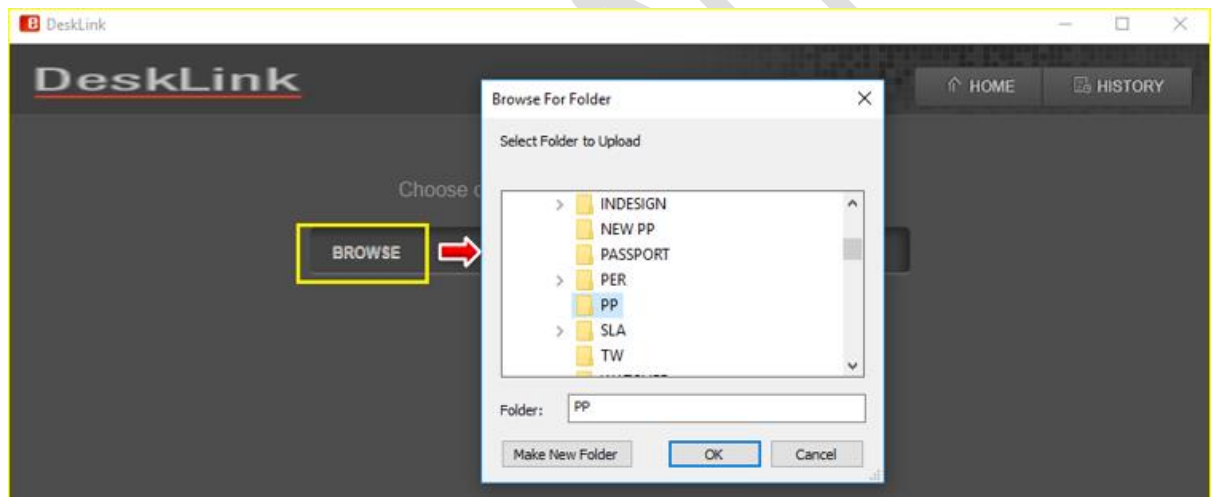 DeskLink
DeskLink
HOME
HISTORY
Browse For Folder
Select Folder to Upload
Choose
BROWSE
INDESIGN
NEW PP
PASSPORT
PER
PP
SLA
TW
Folder: PP
Make New Folder OK Cancel